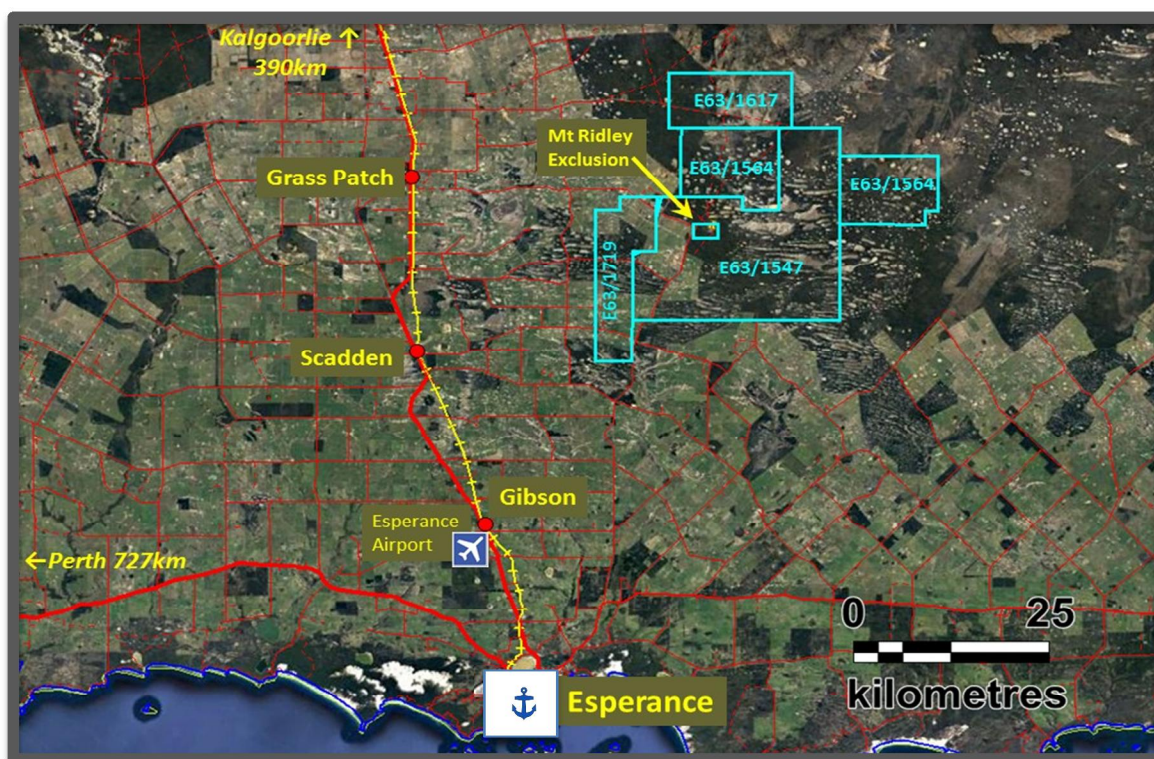 Kalgoorlie ↑
390km
E63/1617
Mt Ridley
Exclusion
E63/1564
Grass Patch
E63/1564
E63/1719
E63/1547
Scadden
Gibson
Esperance
Airport
←Perth 727km
0 25
kilometres
Esperance